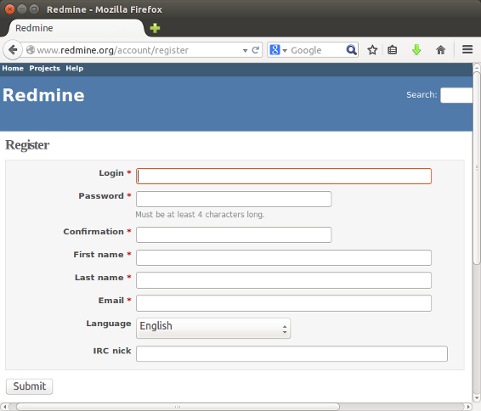 Redmine - Mozilla Firefox
Redmine
www.redmine.org/account/register
Google
Home Projects Help
Redmine
Search:
Register
Login *
Password *
Must be at least 4 characters long.
Confirmation *
First name *
Last name *
Email *
Language English
IRC nick
Submit